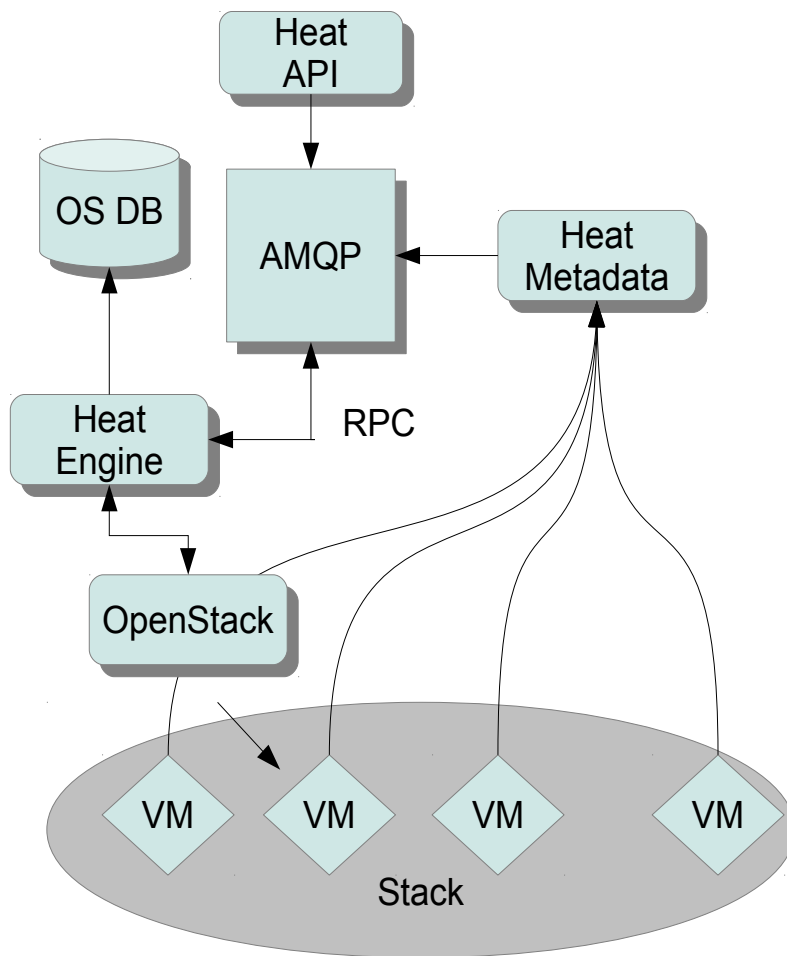 Heat
API
OS DB
AMQP
Heat
Metadata
Heat
Engine
RPC
OpenStack
VM
VM
VM
VM
Stack